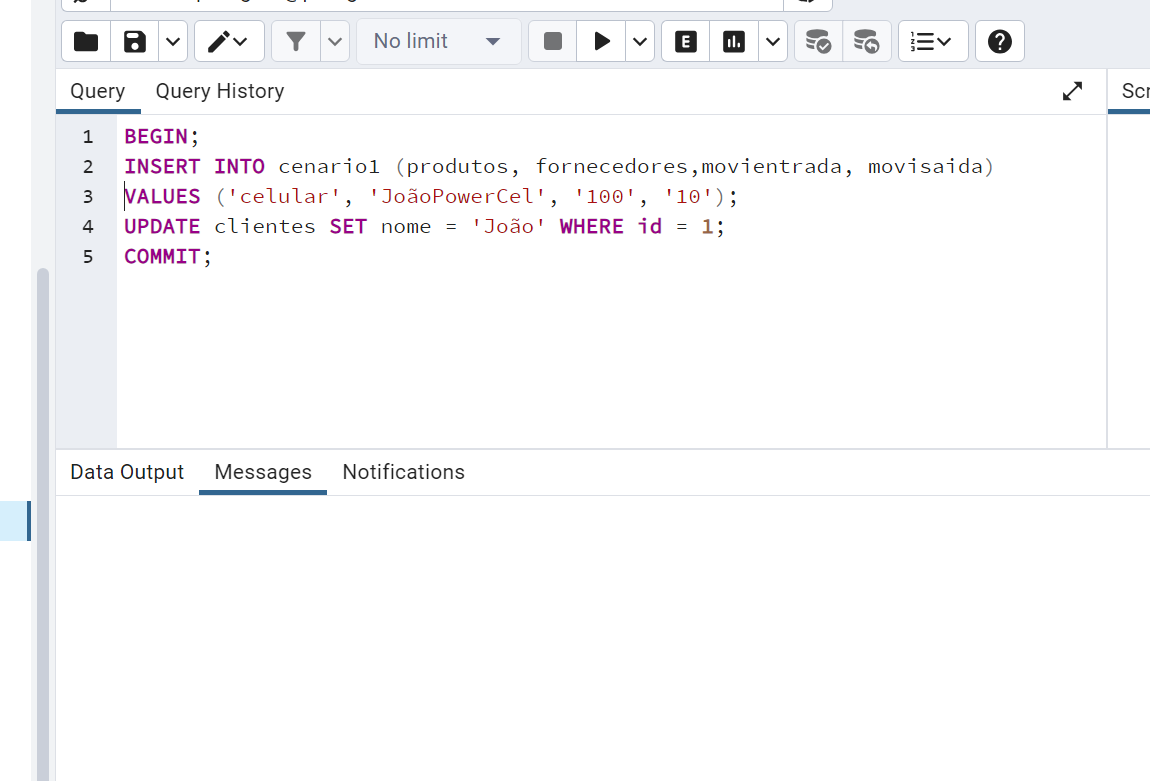 No limit
E
Query Query History
Scr
1 BEGIN;
2 INSERT INTO cenario1 (produtos, fornecedores,movientrada, movisaida)
3 VALUES ('celular', 'JoãoPowerCel', '100', '10');
4 UPDATE clientes SET nome = 'João' WHERE id = 1;
5 COMMIT;
Data Output Messages Notifications